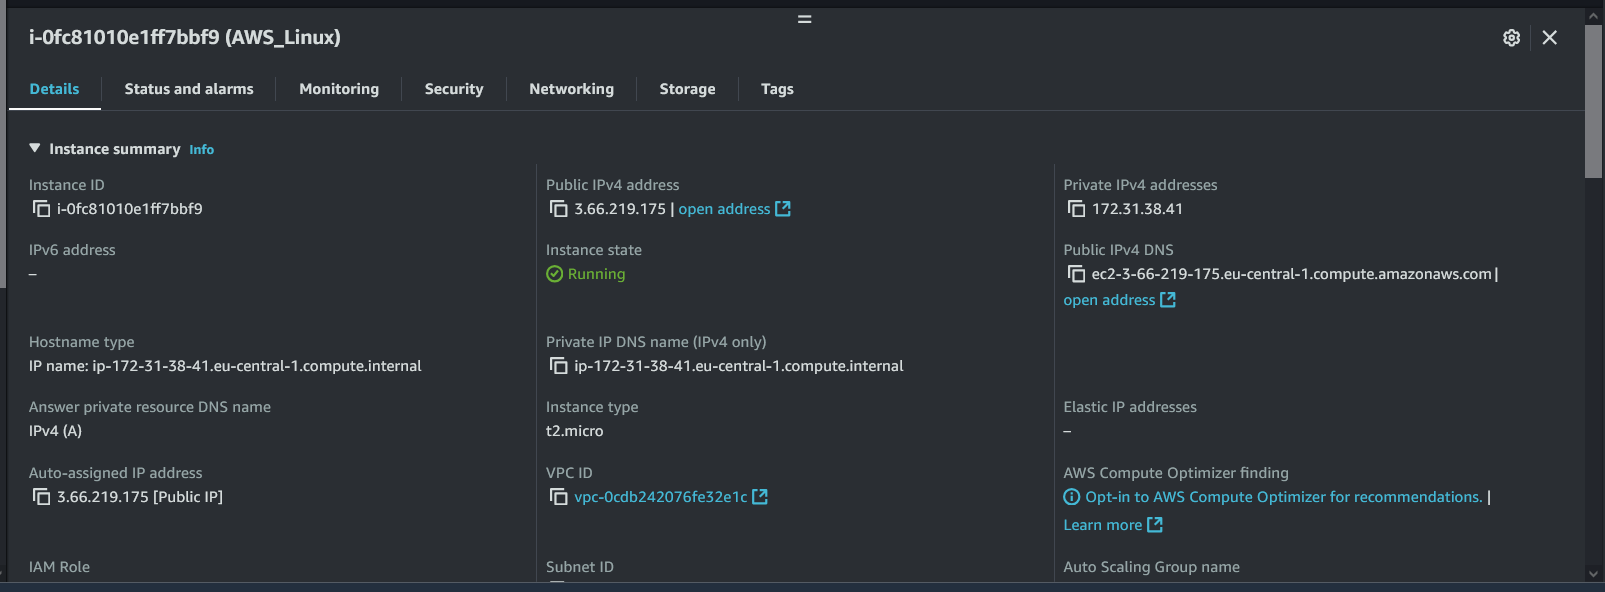 i-0fc81010e1ff7bbf9 (AWS_Linux)
Details
Status and alarms
Monitoring
Security
Networking
Storage
Tags
Instance summary Info
Instance ID
i-0fc81010e1ff7bbf9
Public IPv4 address
3.66.219.175 | open address
Private IPv4 addresses
172.31.38.41
IPv6 address
–
Instance state
Running
Public IPv4 DNS
ec2-3-66-219-175.eu-central-1.compute.amazonaws.com |
open address
Hostname type
IP name: ip-172-31-38-41.eu-central-1.compute.internal
Private IP DNS name (IPv4 only)
ip-172-31-38-41.eu-central-1.compute.internal
Answer private resource DNS name
IPv4 (A)
Instance type
t2.micro
Elastic IP addresses
–
Auto-assigned IP address
3.66.219.175 [Public IP]
VPC ID
vpc-0cdb242076fe32e1c
AWS Compute Optimizer finding
Opt-in to AWS Compute Optimizer for recommendations. |
Learn more
IAM Role
Subnet ID
Auto Scaling Group name